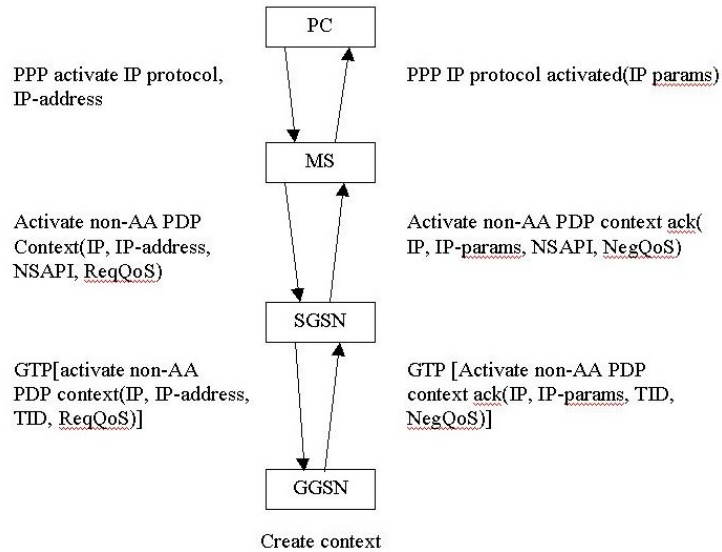 PC
PPP activate IP protocol,
IP-address
PPP IP protocol activated(IP params)
MS
Activate non-AA PDP
Context(IP, IP-address,
NSAPI, ReqQoS)
Activate non-AA PDP context ack(
IP, IP-params, NSAPI, NegQoS)
SGSN
GTP[activate non-AA
PDP context(IP, IP-address,
TID, ReqQoS)]
GTP [Activate non-AA PDP
context ack(IP, IP-params, TID,
NegQoS)]
GGSN
Create context